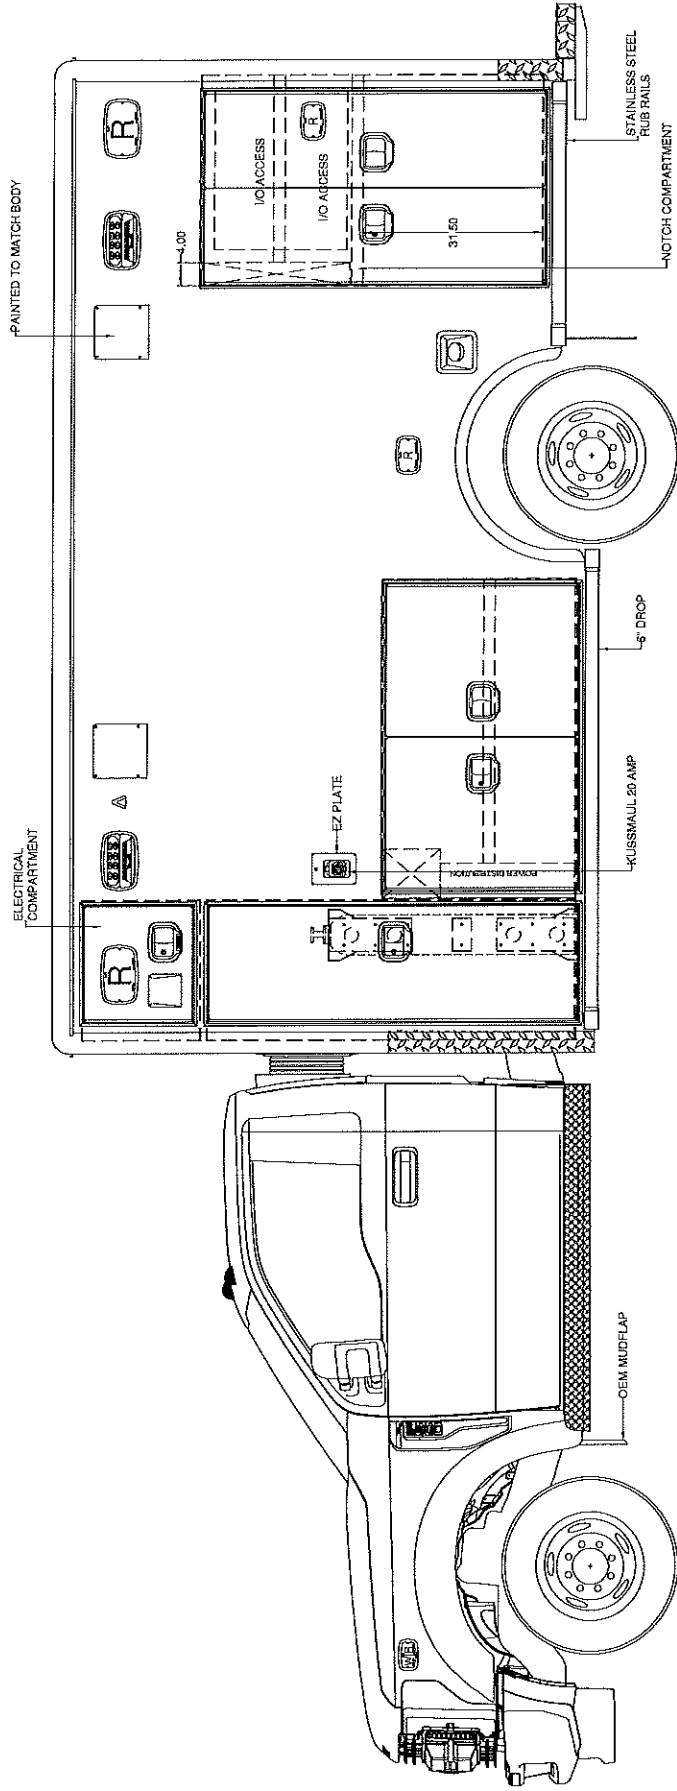 PAINTED TO MATCH BODY
ELECTRICAL
COMPARTMENT
R
A
R
4.00
I/O ACCESS
I/O ACCESS
R
EZ PLATE
R
31.50
POWER DISTRIBUTION
KUSSMAUL 20 AMP
OEM MUDFLAP
6" DROP
NOTCH COMPARTMENT
STAINLESS STEEL
RUB RAILS